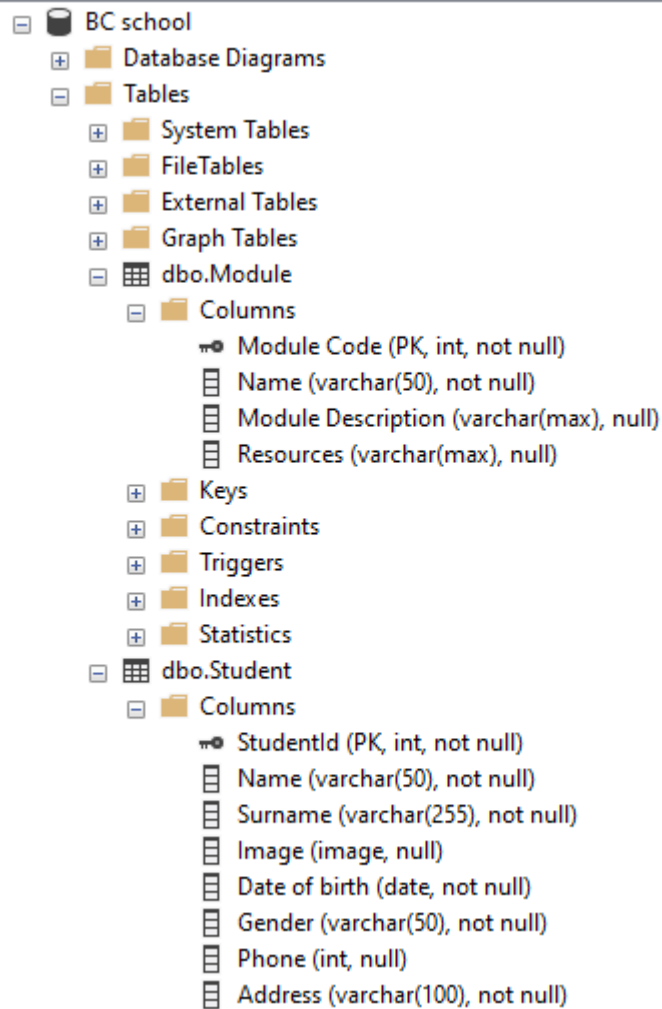 BC school
Database Diagrams
Tables
System Tables
FileTables
External Tables
Graph Tables
dbo.Module
Columns
Module Code (PK, int, not null)
Name (varchar(50), not null)
Module Description (varchar(max), null)
Resources (varchar(max), null)
Keys
Constraints
Triggers
Indexes
Statistics
dbo.Student
Columns
StudentId (PK, int, not null)
Name (varchar(50), not null)
Surname (varchar(255), not null)
Image (image, null)
Date of birth (date, not null)
Gender (varchar(50), not null)
Phone (int, null)
Address (varchar(100), not null)